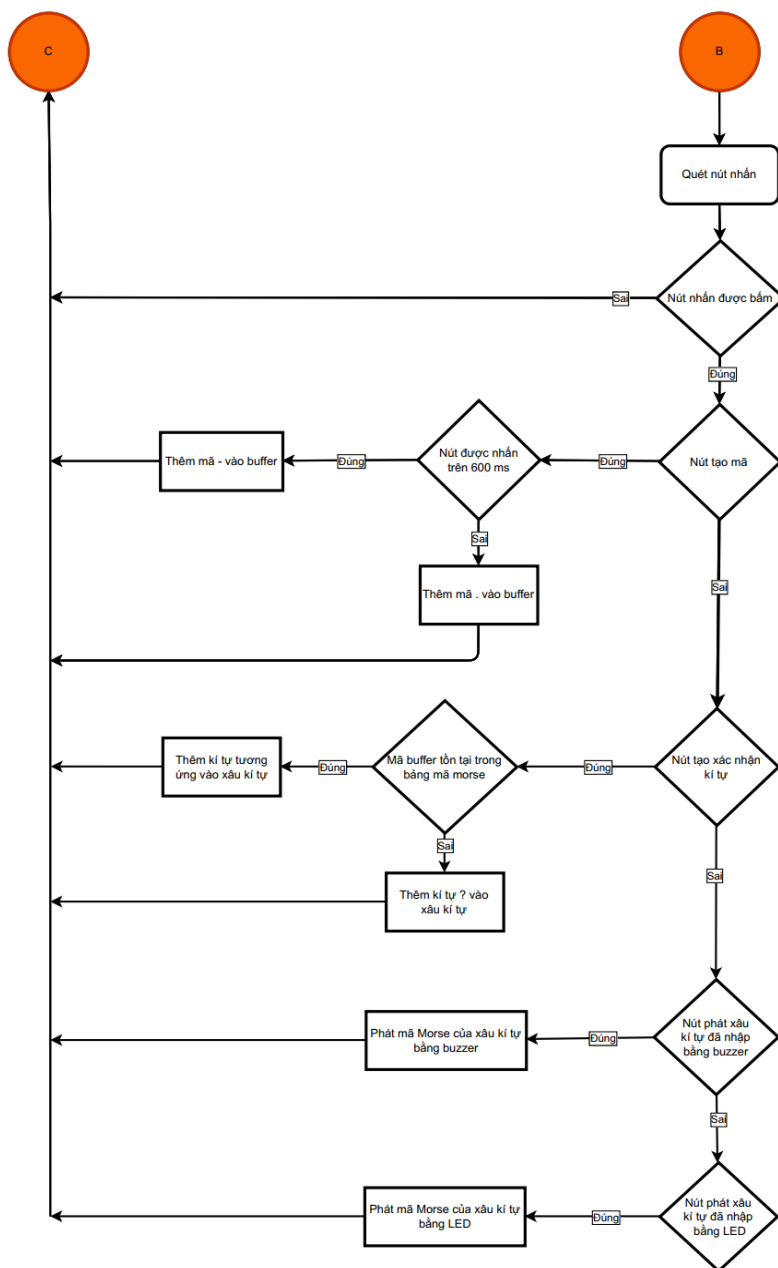 C
B
Quét nút nhấn
Nút nhấn được bấm
Sai
Đúng
Nút tạo mã
Đúng
Nút được nhấn
trên 600 ms
Đúng
Thêm mã - vào buffer
Sai
Thêm mã . vào buffer
Sai
Nút tạo xác nhận
kí tự
Đúng
Mã buffer tồn tại trong
bảng mã morse
Đúng
Thêm kí tự tương
ứng vào xâu kí tự
Sai
Thêm kí tự ? vào
xâu kí tự
Sai
Nút phát xâu
kí tự đã nhập
bằng buzzer
Đúng
Phát mã Morse của xâu kí tự
bằng buzzer
Sai
Nút phát xâu
kí tự đã nhập
bằng LED
Đúng
Phát mã Morse của xâu kí tự
bằng LED